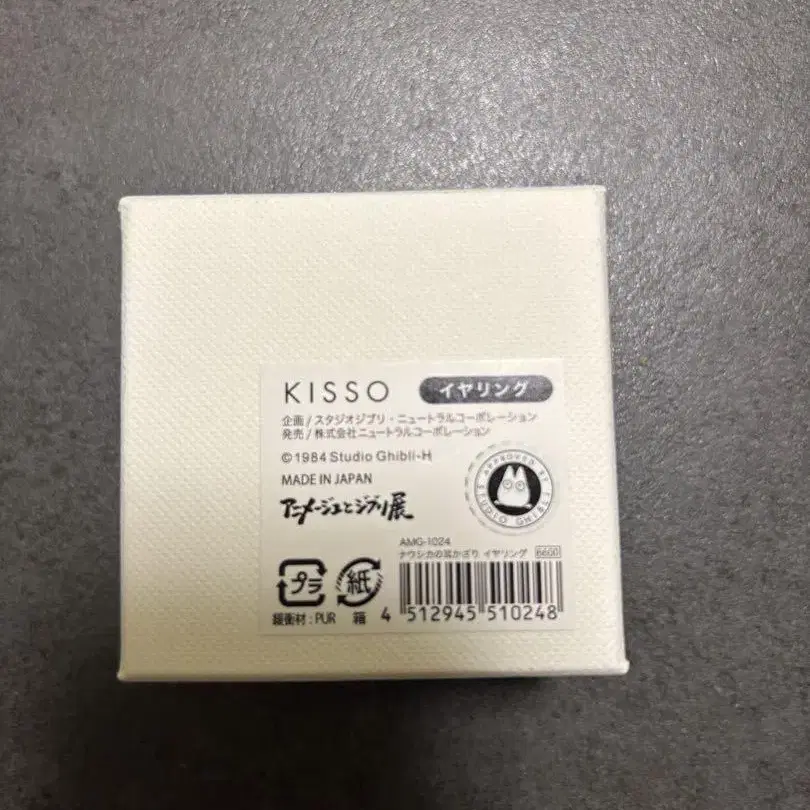 KISSO イヤリング
企画/スタジオジブリ・ニュートラルコーポレーション
発売/株式会社ニュートラルコーポレーション
©1984 Studio Ghibli-H
MADE IN JAPAN
アニメージュとジブリ展
APPROVED BY STUDIO GHIBLI
AMG-1024
ナウシカの耳かざり イヤリング 6600
プラ 紙
緩衝材:PUR 箱
4 512945 510248